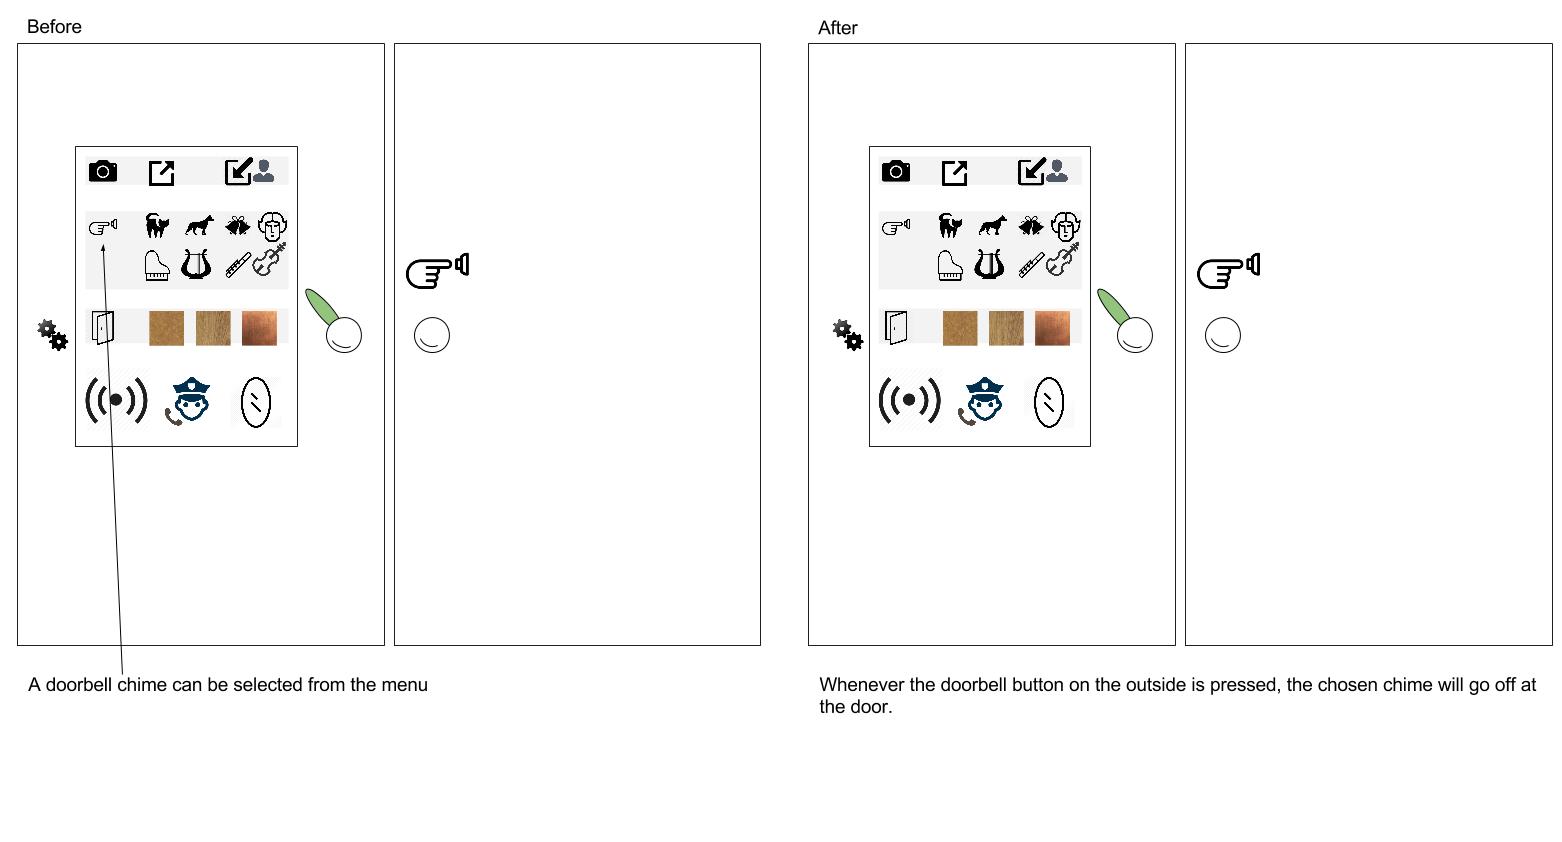 Before
After
A doorbell chime can be selected from the menu
Whenever the doorbell button on the outside is pressed, the chosen chime will go off at
the door.